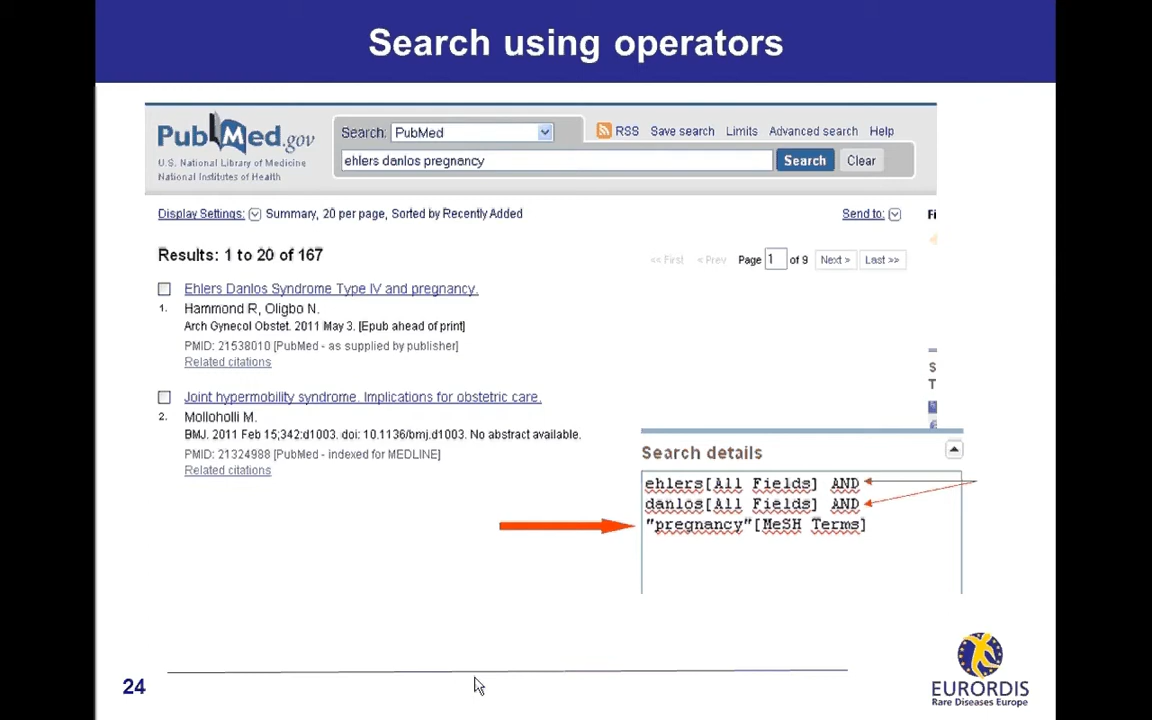 Search using operators
PubMed.gov
U.S. National Library of Medicine
National Institutes of Health
Search: PubMed
RSS Save search Limits Advanced search Help
ehlers danlos pregnancy
Search Clear
Display Settings: Summary, 20 per page, Sorted by Recently Added
Send to:
Fi
Results: 1 to 20 of 167
<< First < Prev Page 1 of 9 Next > Last >>
Ehlers Danlos Syndrome Type IV and pregnancy.
1. Hammond R, Oligbo N.
Arch Gynecol Obstet. 2011 May 3. [Epub ahead of print]
PMID: 21538010 [PubMed - as supplied by publisher]
Related citations
S
T
Joint hypermobility syndrome. Implications for obstetric care.
2. Molloholli M.
BMJ. 2011 Feb 15;342:d1003. doi: 10.1136/bmj.d1003. No abstract available.
PMID: 21324988 [PubMed - indexed for MEDLINE]
Related citations
Search details
ehlers[All Fields] AND
danlos[All Fields] AND
"pregnancy"[MeSH Terms]
24
EURORDIS
Rare Diseases Europe